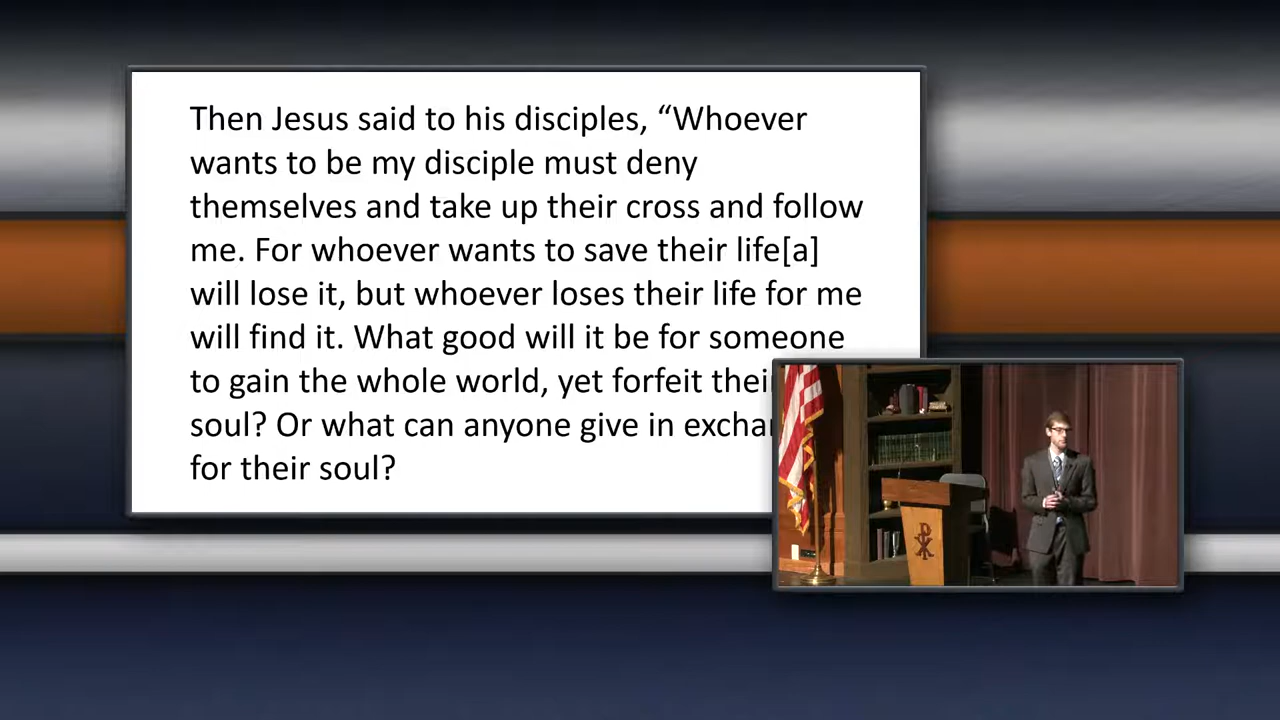 Then Jesus said to his disciples, “Whoever
wants to be my disciple must deny
themselves and take up their cross and follow
me. For whoever wants to save their life[a]
will lose it, but whoever loses their life for me
will find it. What good will it be for someone
to gain the whole world, yet forfeit
soul? Or what can anyone give in
for their soul?